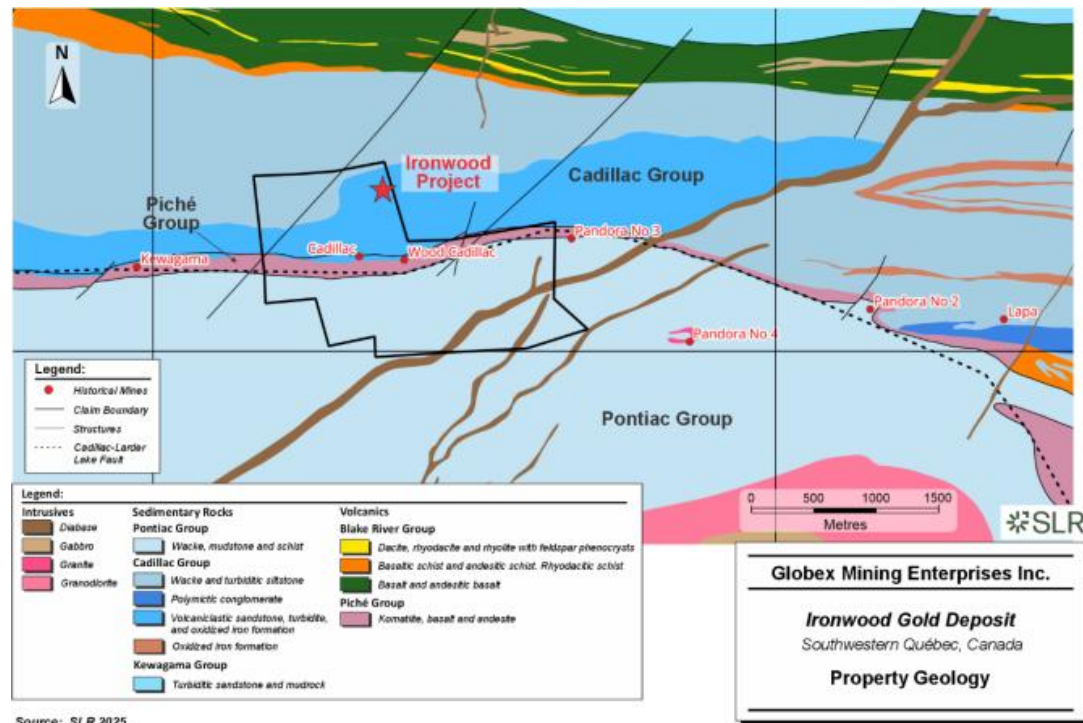 N
Ironwood
Project
Cadillac Group
Piché
Group
Kewagama
Cadillac
Wood Cadillac
Pandora No 3
Pandora No 2
Lapa
Pandora No 4
Pontiac Group
Legend:
Historical Mines
Claim Boundary
Structures
Cadillac-Larder
Lake Fault
0 500 1000 1500
Metres
SLR
Legend:
Intrusives
Diabase
Gabbro
Granite
Granodiorite
Sedimentary Rocks
Pontiac Group
Wacke, mudstone and schist
Cadillac Group
Wacke and turbiditic siltstone
Polymictic conglomerate
Volcaniclastic sandstone, turbidite,
and oxidized iron formation
Oxidized iron formation
Kewagama Group
Turbiditic sandstone and mudrock
Volcanics
Blake River Group
Dacite, rhyodacite and rhyolite with feldspar phenocrysts
Basaltic schist and andesitic schist. Rhyodacitic schist
Basalt and andesitic basalt
Piché Group
Komatiite, basalt and andesite
Globex Mining Enterprises Inc.
Ironwood Gold Deposit
Southwestern Québec, Canada
Property Geology
Source: SLR 2025